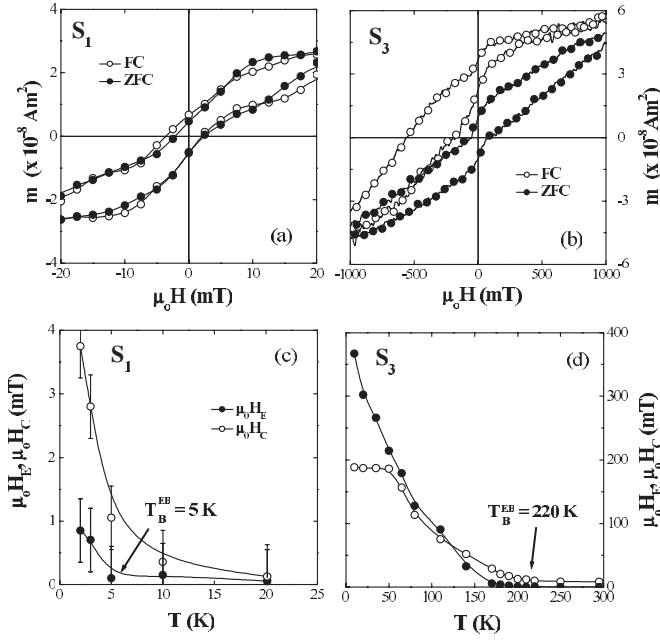 S1
FC
ZFC
m (x 10-8 Am2)
4
2
0
-2
-4
-20 -10 0 10 20
μoH (mT)
(a)
S3
FC
ZFC
m (x 10-8 Am2)
6
3
0
-3
-6
-1000 -500 0 500 1000
μoH (mT)
(b)
S1
(c)
μoHE, μoHC (mT)
4
3
2
1
0
μoHE
μoHC
TBEB = 5 K
0 5 10 15 20 25
T (K)
S3
(d)
μoHE, μoHC (mT)
400
300
200
100
0
TBEB = 220 K
0 50 100 150 200 250 300
T (K)